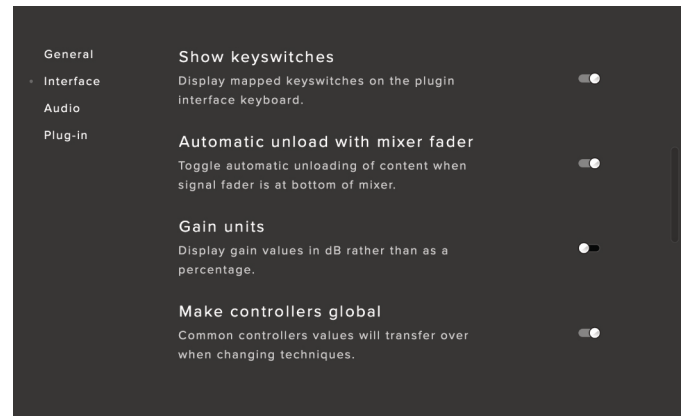 General
Interface
Audio
Plug-in
Show keyswitches
Display mapped keyswitches on the plugin
interface keyboard.
Automatic unload with mixer fader
Toggle automatic unloading of content when
signal fader is at bottom of mixer.
Gain units
Display gain values in dB rather than as a
percentage.
Make controllers global
Common controllers values will transfer over
when changing techniques.